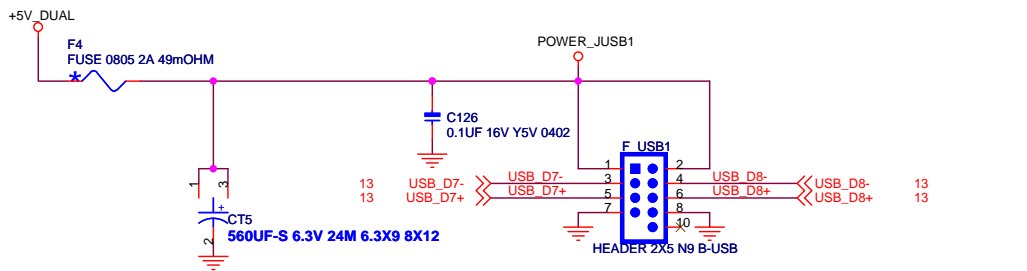 +5V_DUAL
F4
FUSE 0805 2A 49mOHM
*
POWER_JUSB1
C126
0.1UF 16V Y5V 0402
F_USB1
1 2
13 USB_D7- USB_D7- 3 4 USB_D8- USB_D8- 13
13 USB_D7+ USB_D7+ 5 6 USB_D8+ USB_D8+ 13
7 8
10
HEADER 2X5 N9 B-USB
1 3
+
CT5
560UF-S 6.3V 24M 6.3X9 8X12
2